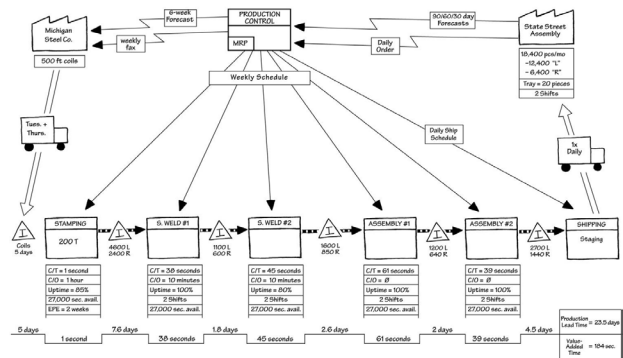 Michigan
Steel Co.
500 ft coils
6-week
Forecast
weekly
fax
PRODUCTION
CONTROL
MRP
90/60/30 day
Forecasts
Daily
Order
State Street
Assembly
18,400 pcs/mo
-12,400 "L"
- 6,400 "R"
Tray = 20 pieces
2 Shifts
Weekly Schedule
Tues. +
Thurs.
Daily Ship
Schedule
1x
Daily
I
Coils
5 days
STAMPING
200 T
I
4600 L
2400 R
S. WELD #1
I
1100 L
600 R
S. WELD #2
I
1600 L
850 R
ASSEMBLY #1
I
1200 L
640 R
ASSEMBLY #2
I
2700 L
1440 R
SHIPPING
Staging
C/T = 1 second
C/O = 1 hour
Uptime = 85%
27,000 sec. avail.
EPE = 2 weeks
C/T = 38 seconds
C/O = 10 minutes
Uptime = 100%
2 Shifts
27,000 sec. avail.
C/T = 45 seconds
C/O = 10 minutes
Uptime = 80%
2 Shifts
27,000 sec. avail.
C/T = 61 seconds
C/O = Ø
Uptime = 100%
2 Shifts
27,000 sec. avail.
C/T = 39 seconds
C/O = Ø
Uptime = 100%
2 Shifts
27,000 sec. avail.
5 days
1 second
7.6 days
38 seconds
1.8 days
45 seconds
2.6 days
61 seconds
2 days
39 seconds
4.5 days
Production
Lead Time = 23.5 days
Value-
Added = 184 sec.
Time